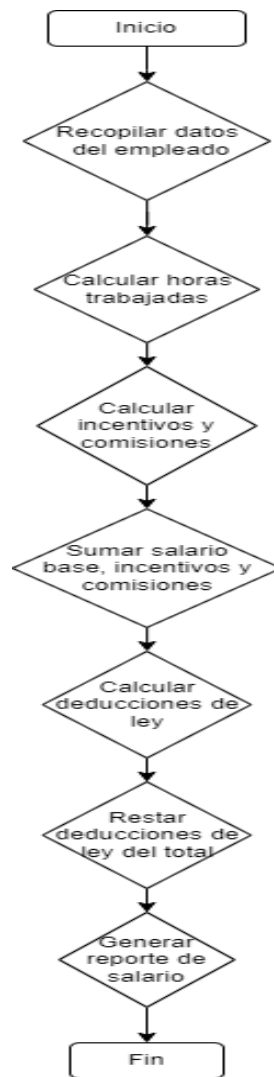 Inicio
Recopilar datos
del empleado
Calcular horas
trabajadas
Calcular
incentivos y
comisiones
Sumar salario
base, incentivos y
comisiones
Calcular
deducciones de
ley
Restar
deducciones de
ley del total
Generar
reporte de
salario
Fin